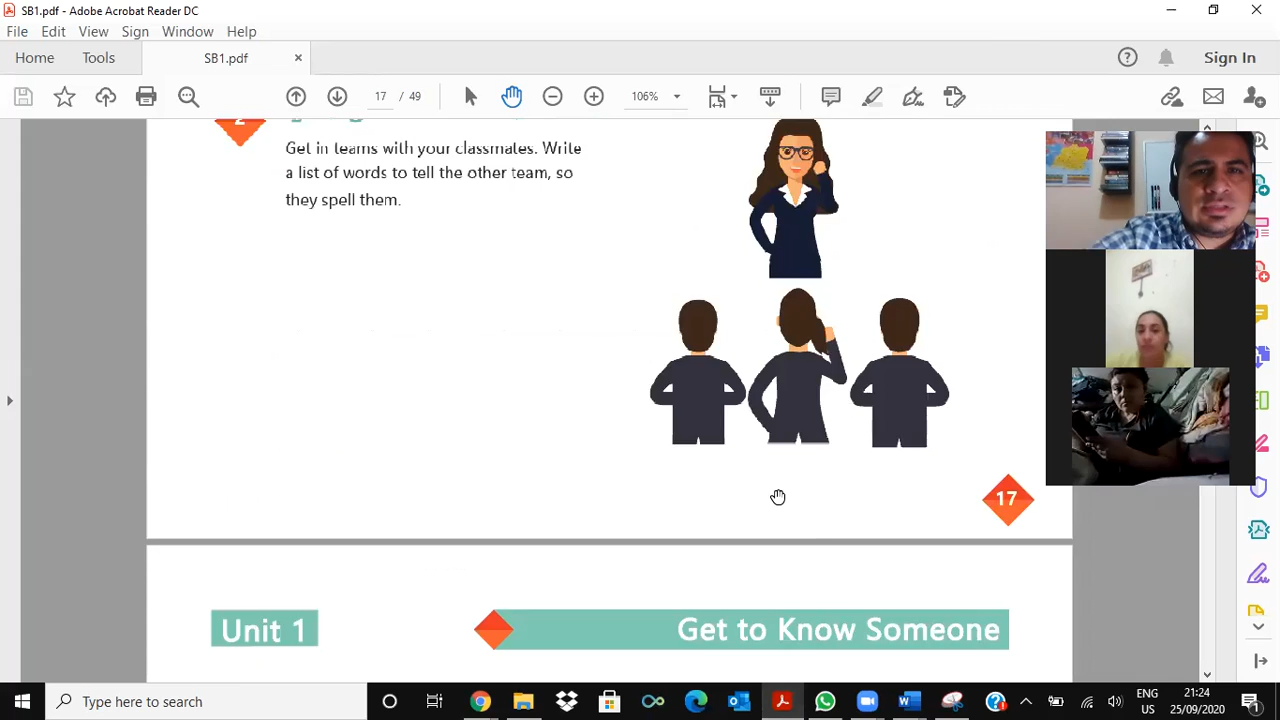 SB1.pdf - Adobe Acrobat Reader DC
File Edit View Sign Window Help
Home Tools SB1.pdf × Sign In
17 / 49 106%
2
Get in teams with your classmates. Write
a list of words to tell the other team, so
they spell them.
17
Unit 1
Get to Know Someone
Type here to search
ENG 21:24
US 25/09/2020